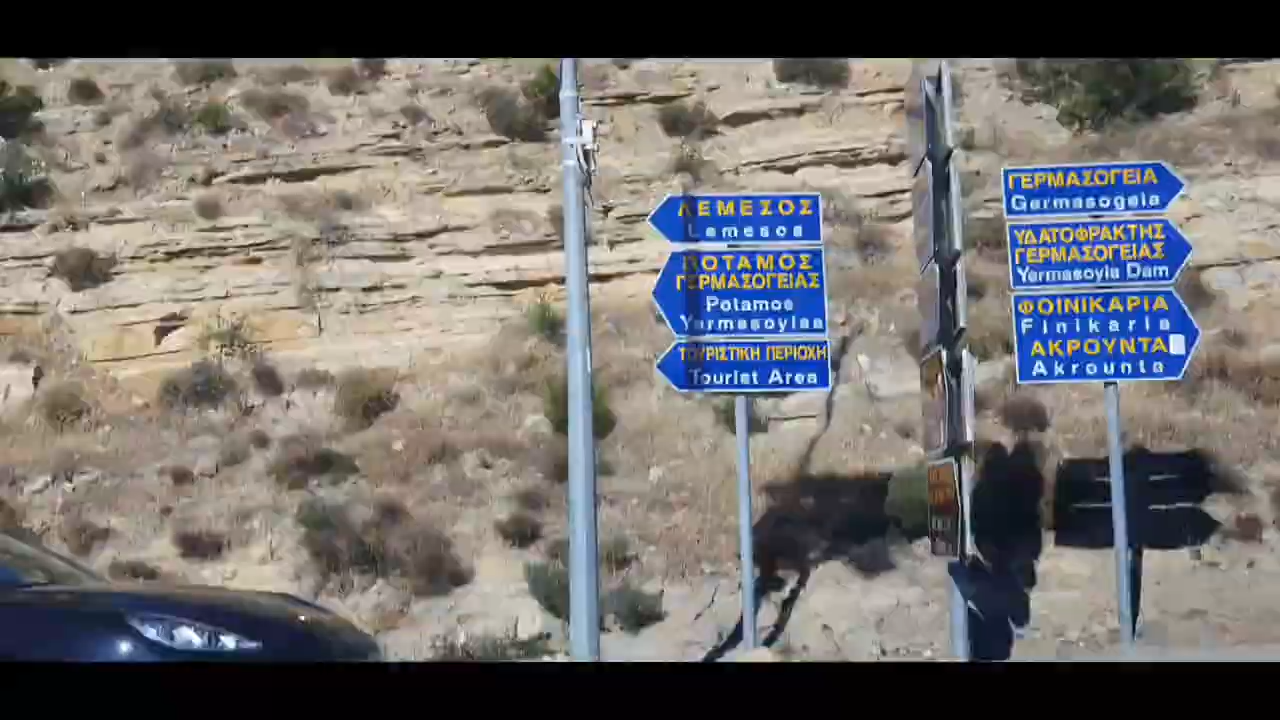 ΛΕΜΕΣΟΣ
Lemesos
ΠΟΤΑΜΟΣ
ΓΕΡΜΑΣΟΓΕΙΑΣ
Potamos
Yermasoyias
ΤΟΥΡΙΣΤΙΚΗ ΠΕΡΙΟΧΗ
Tourist Area
ΓΕΡΜΑΣΟΓΕΙΑ
Germasogeia
ΥΔΑΤΟΦΡΑΚΤΗΣ
ΓΕΡΜΑΣΟΓΕΙΑΣ
Yermasoyia Dam
ΦΟΙΝΙΚΑΡΙΑ
Finikaria
ΑΚΡΟΥΝΤΑ
Akrounta